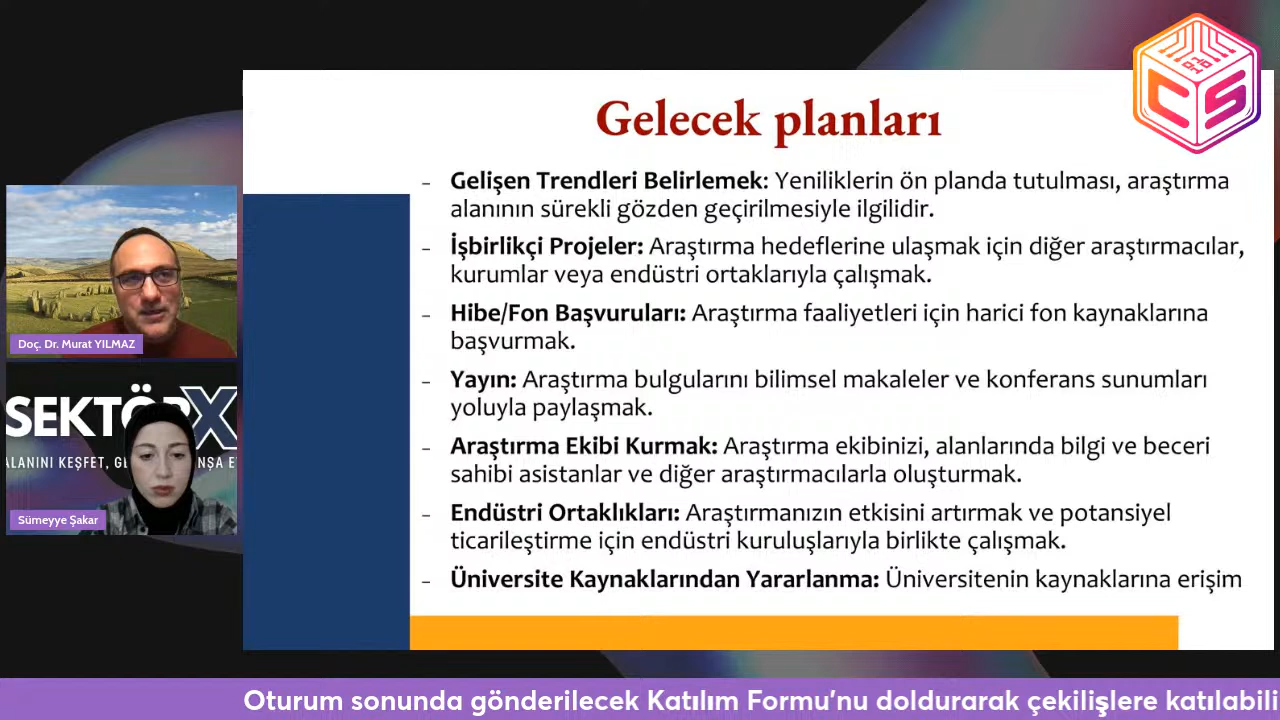 Gelecek planları
CS
- Gelişen Trendleri Belirlemek: Yeniliklerin ön planda tutulması, araştırma
alanının sürekli gözden geçirilmesiyle ilgilidir.
- İşbirlikçi Projeler: Araştırma hedeflerine ulaşmak için diğer araştırmacılar,
kurumlar veya endüstri ortaklarıyla çalışmak.
- Hibe/Fon Başvuruları: Araştırma faaliyetleri için harici fon kaynaklarına
başvurmak.
- Yayın: Araştırma bulgularını bilimsel makaleler ve konferans sunumları
yoluyla paylaşmak.
- Araştırma Ekibi Kurmak: Araştırma ekibinizi, alanlarında bilgi ve beceri
sahibi asistanlar ve diğer araştırmacılarla oluşturmak.
- Endüstri Ortaklıkları: Araştırmanızın etkisini artırmak ve potansiyel
ticarileştirme için endüstri kuruluşlarıyla birlikte çalışmak.
- Üniversite Kaynaklarından Yararlanma: Üniversitenin kaynaklarına erişim
Doç. Dr. Murat YILMAZ
SEKTÖRX
ALANINI KEŞFET,
Sümeyye Şakar
Oturum sonunda gönderilecek Katılım Formu'nu doldurarak çekilişlere katılabili